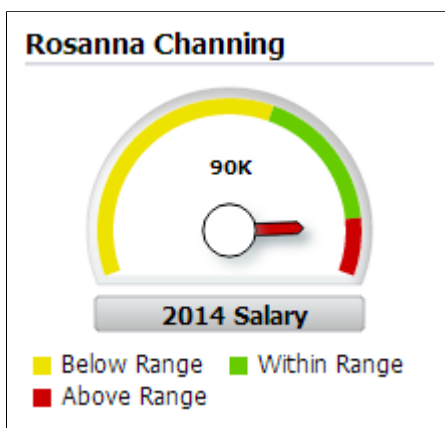 Rosanna Channing
90K
2014 Salary
Below Range Within Range
Above Range